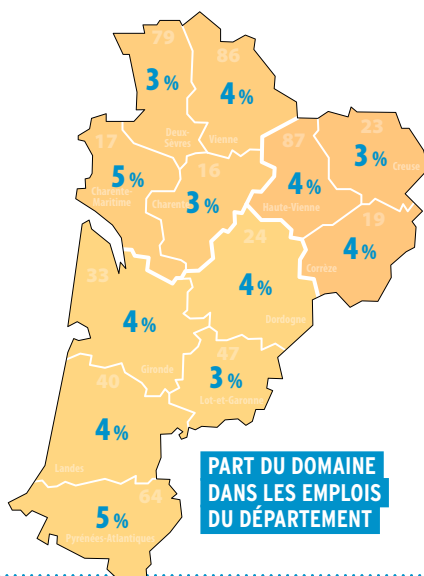 79
3 %
Deux-
Sèvres
86
4 %
Vienne
17
5 %
Charente
Maritime
16
3 %
Charente
87
4 %
Haute-Vienne
23
3 %
Creuse
19
4 %
Corrèze
24
4 %
Dordogne
33
4 %
Gironde
47
3 %
Lot-et-Garonne
40
4 %
Landes
64
5 %
Pyrénées-Atlantiques
PART DU DOMAINE
DANS LES EMPLOIS
DU DÉPARTEMENT